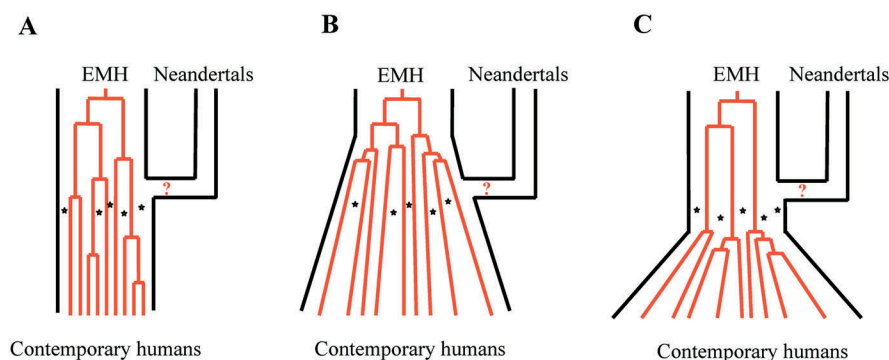 A
EMH Neandertals
?
Contemporary humans
B
EMH Neandertals
?
Contemporary humans
C
EMH Neandertals
?
Contemporary humans